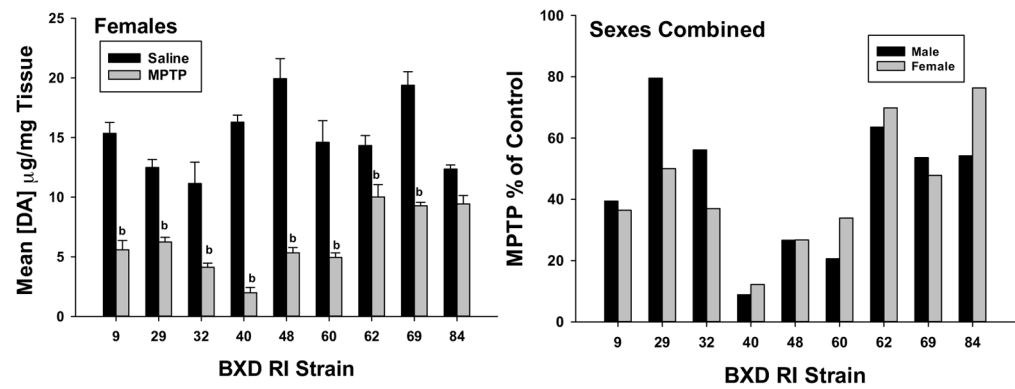 Females
Saline
MPTP
Mean [DA] μg/mg Tissue
25
20
15
10
5
0
b
b
b
b
b
b
b
b
9 29 32 40 48 60 62 69 84
BXD RI Strain
Sexes Combined
Male
Female
MPTP % of Control
100
80
60
40
20
0
9 29 32 40 48 60 62 69 84
BXD RI Strain